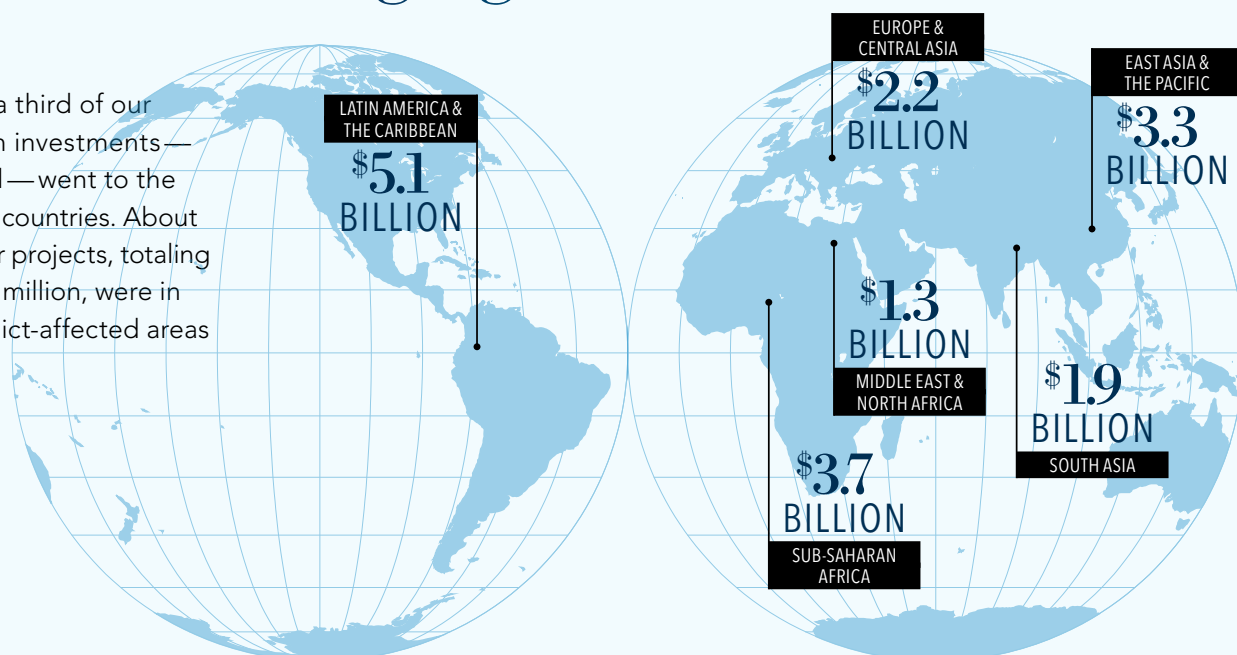 a third of our
investments—
—went to the
countries. About
projects, totaling
million, were in
ict-affected areas
LATIN AMERICA &
THE CARIBBEAN
$5.1
BILLION
EUROPE &
CENTRAL ASIA
$2.2
BILLION
EAST ASIA &
THE PACIFIC
$3.3
BILLION
$1.3
BILLION
MIDDLE EAST &
NORTH AFRICA
$1.9
BILLION
SOUTH ASIA
$3.7
BILLION
SUB-SAHARAN
AFRICA